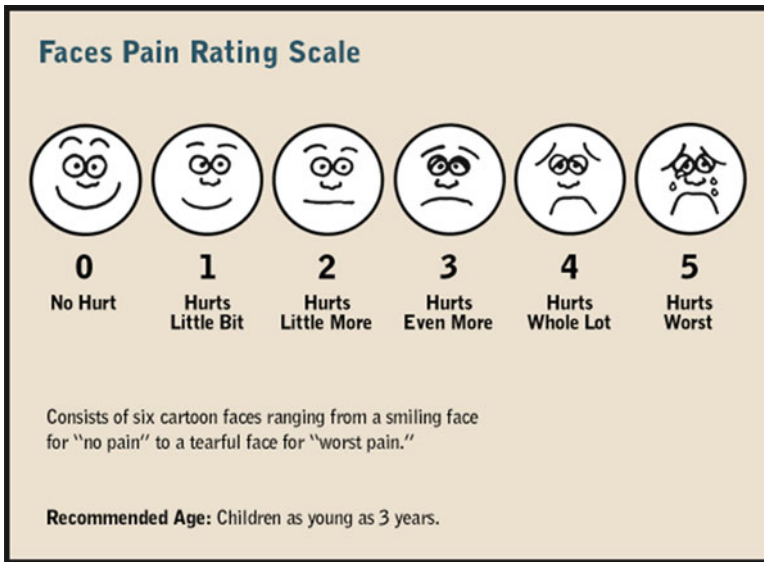 Faces Pain Rating Scale
0 1 2 3 4 5
No Hurt Hurts Hurts Hurts Hurts Hurts
Little Bit Little More Even More Whole Lot Worst
Consists of six cartoon faces ranging from a smiling face
for "no pain" to a tearful face for "worst pain."
Recommended Age: Children as young as 3 years.